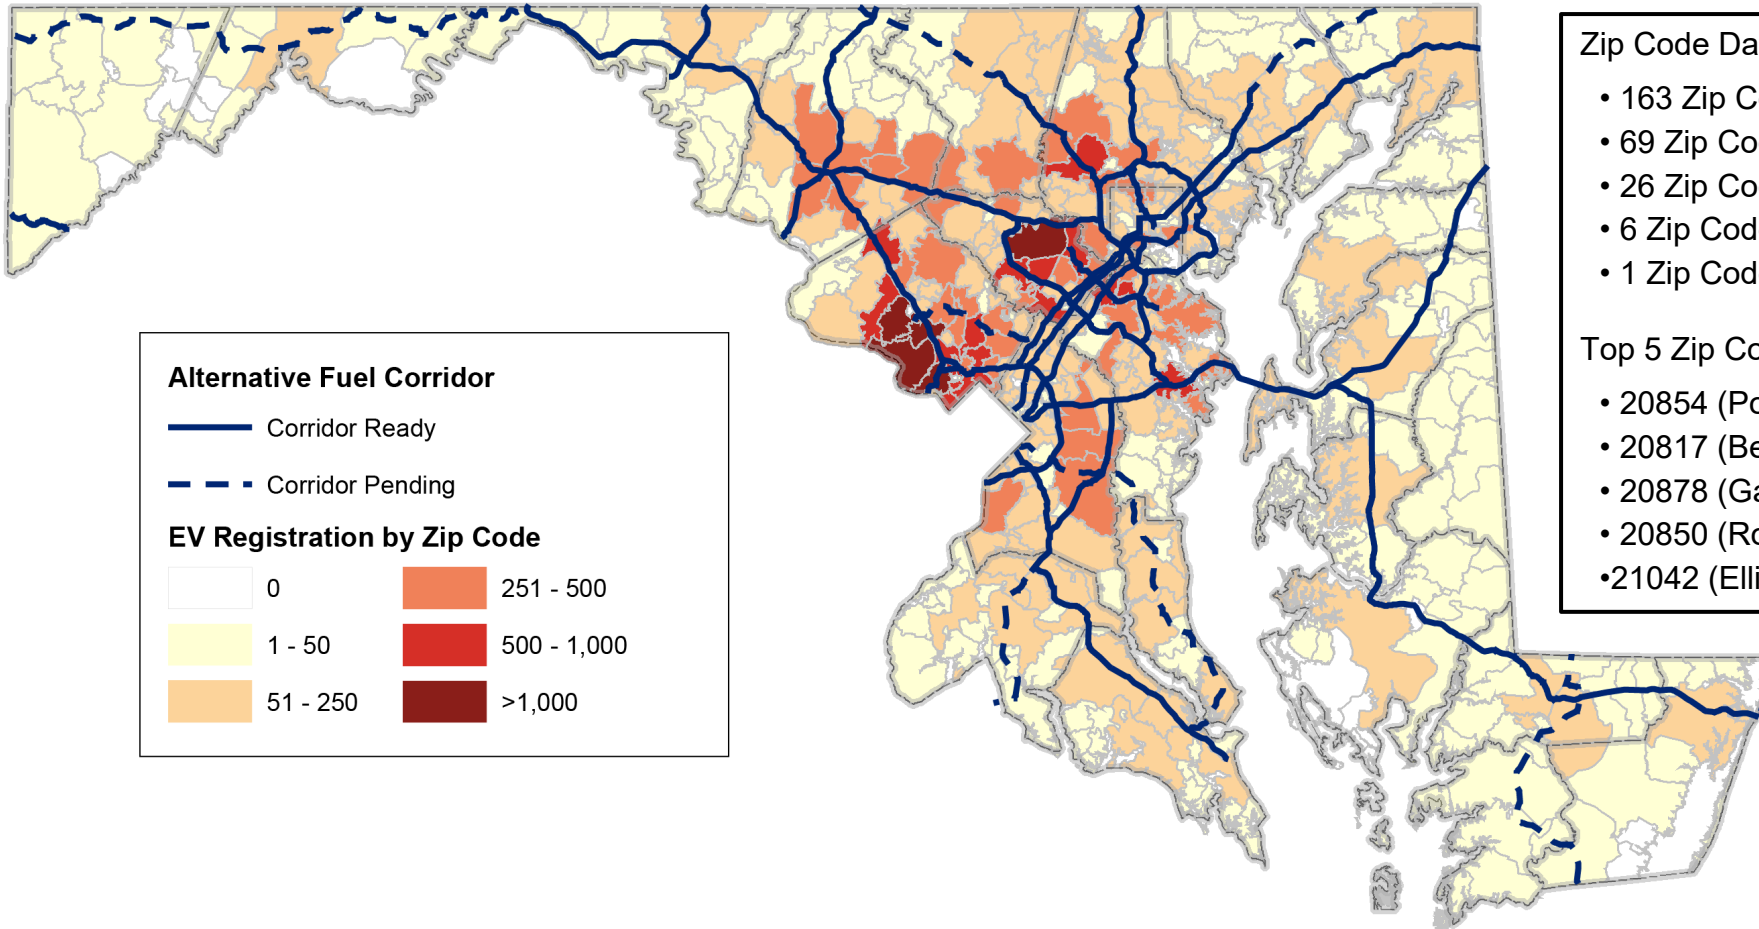 Alternative Fuel Corridor
Corridor Ready
Corridor Pending
EV Registration by Zip Code
0
251 - 500
1 - 50
500 - 1,000
51 - 250
>1,000
Zip Code Da
• 163 Zip C
• 69 Zip Co
• 26 Zip Co
• 6 Zip Cod
• 1 Zip Cod
Top 5 Zip Co
• 20854 (Po
• 20817 (Be
• 20878 (Ga
• 20850 (Ro
•21042 (Elli